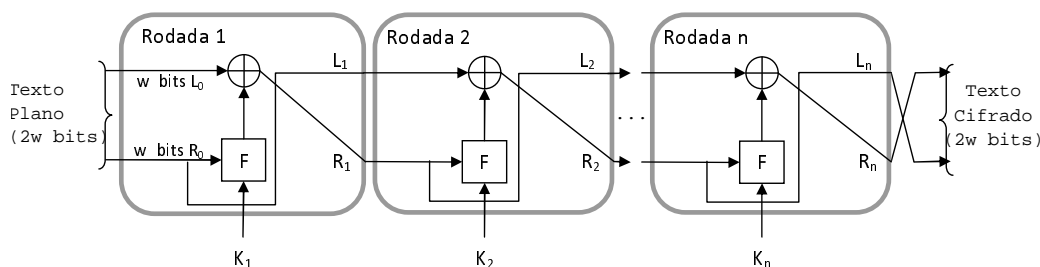 Rodada 1
Rodada 2
Rodada n
L1
L2
Ln
w bits L0
Texto
Plano
(2w bits)
Texto
Cifrado
(2w bits)
...
w bits R0
F
F
F
R1
R2
Rn
K1
K2
Kn